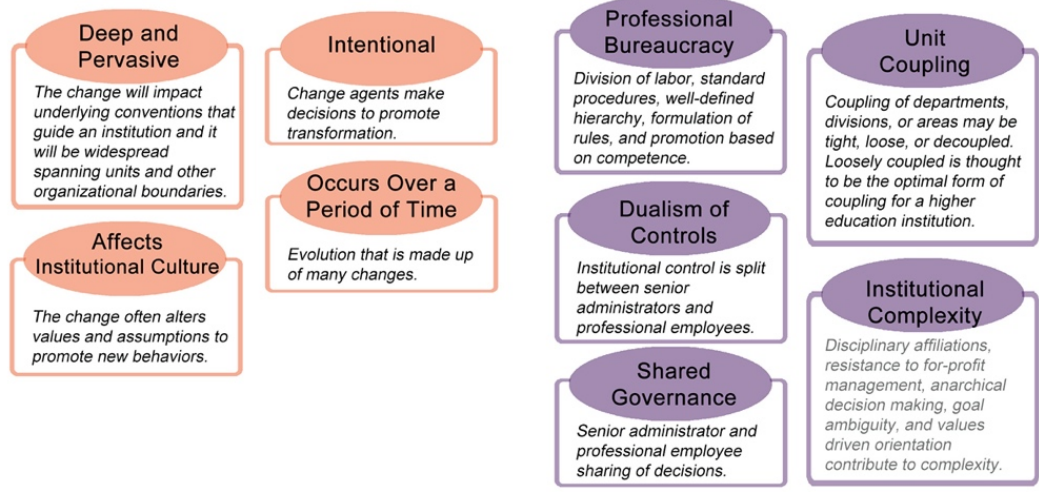 Deep and
Pervasive
The change will impact
underlying conventions that
guide an institution and it
will be widespread
spanning units and other
organizational boundaries.
Affects
Institutional Culture
The change often alters
values and assumptions to
promote new behaviors.
Intentional
Change agents make
decisions to promote
transformation.
Occurs Over a
Period of Time
Evolution that is made up
of many changes.
Professional
Bureaucracy
Division of labor, standard
procedures, well-defined
hierarchy, formulation of
rules, and promotion based
on competence.
Dualism of
Controls
Institutional control is split
between senior
administrators and
professional employees.
Shared
Governance
Senior administrator and
professional employee
sharing of decisions.
Unit
Coupling
Coupling of departments,
divisions, or areas may be
tight, loose, or decoupled.
Loosely coupled is thought
to be the optimal form of
coupling for a higher
education institution.
Institutional
Complexity
Disciplinary affiliations,
resistance to for-profit
management, anarchical
decision making, goal
ambiguity, and values
driven orientation
contribute to complexity.